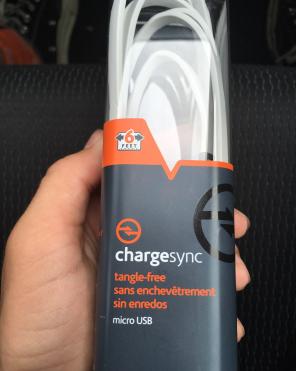 6
FEET
chargesync
tangle-free
sans enchevêtrement
sin enredos
micro USB